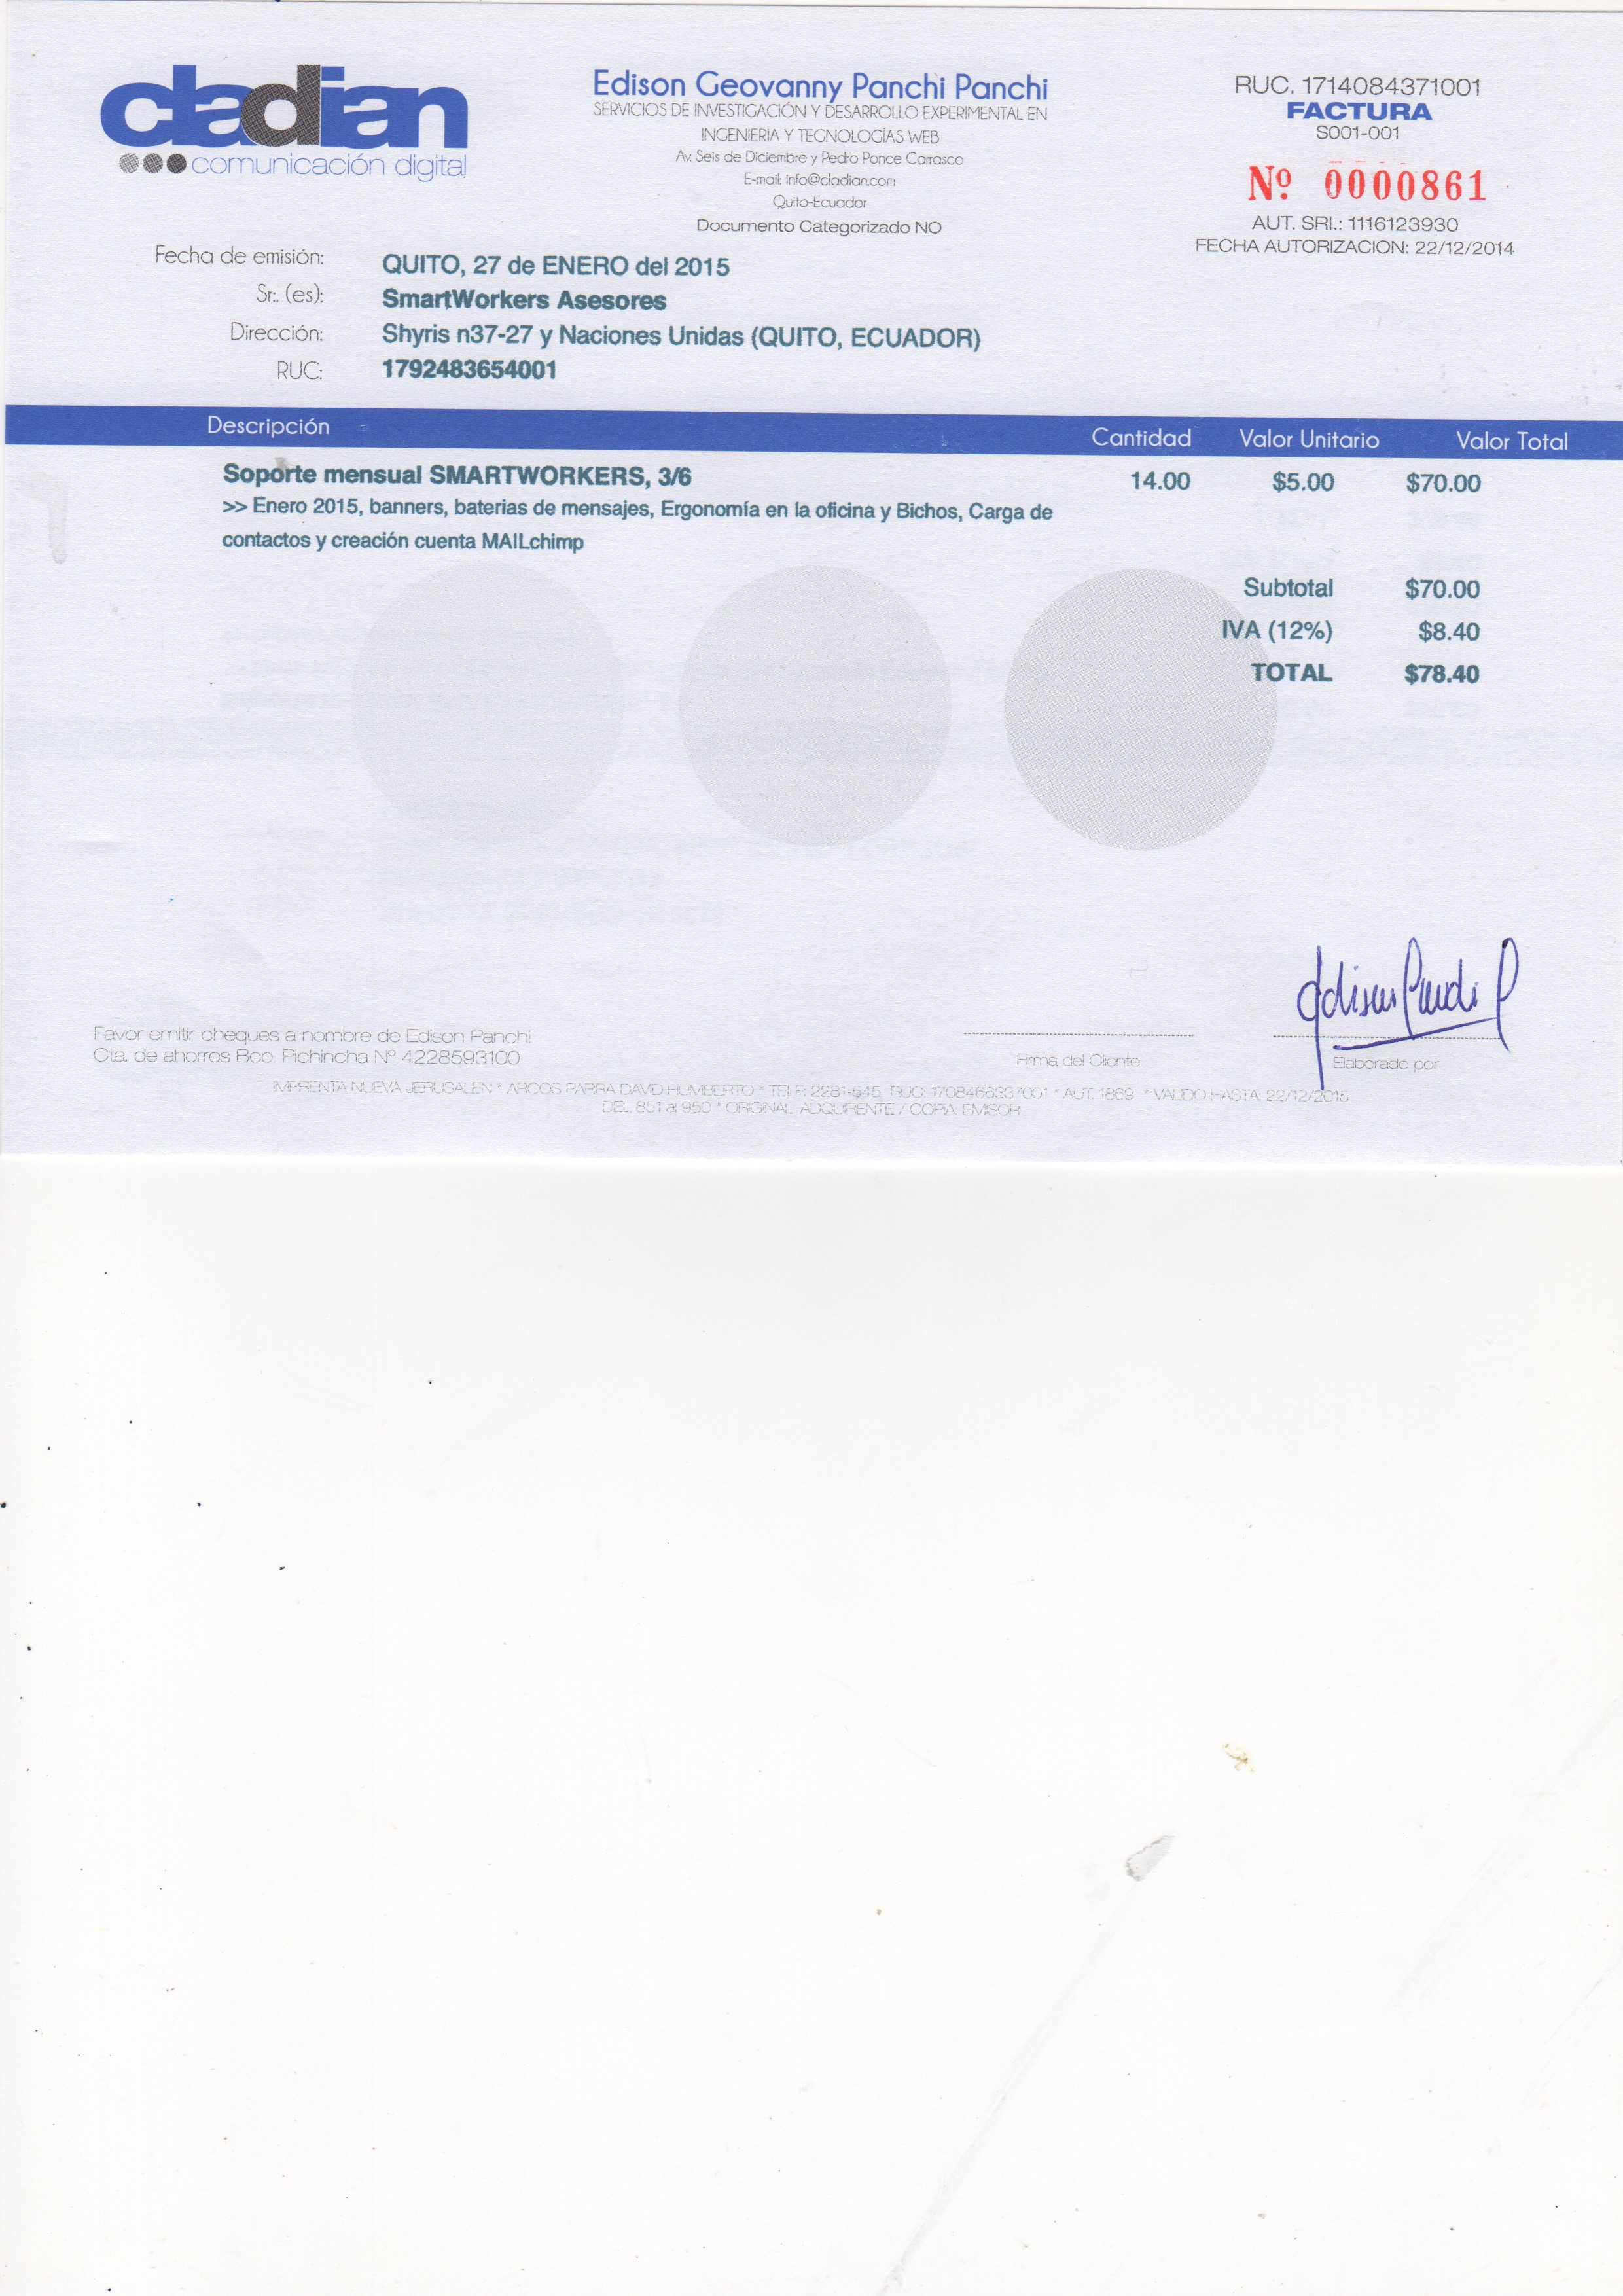 cladian
comunicación digital
Edison Geovanny Panchi Panchi
SERVICIOS DE INVESTIGACIÓN Y DESARROLLO EXPERIMENTAL EN
INGENIERIA Y TECNOLOGÍAS WEB
Av. Seis de Diciembre y Pedro Ponce Carrasco
E-mail: info@cladian.com
Quito-Ecuador
Documento Categorizado NO
RUC. 1714084371001
FACTURA
S001-001
Nº 0000861
AUT. SRI.: 1116123930
FECHA AUTORIZACION: 22/12/2014
Fecha de emisión: QUITO, 27 de ENERO del 2015
Sr:. (es): SmartWorkers Asesores
Dirección: Shyris n37-27 y Naciones Unidas (QUITO, ECUADOR)
RUC: 1792483654001
Descripción Cantidad Valor Unitario Valor Total
Soporte mensual SMARTWORKERS, 3/6 14.00 $5.00 $70.00
>> Enero 2015, banners, baterias de mensajes, Ergonomía en la oficina y Bichos, Carga de
contactos y creación cuenta MAILchimp
Subtotal $70.00
IVA (12%) $8.40
TOTAL $78.40
Edison Panchi P
Favor emitir cheques a nombre de Edison Panchi
Cta. de ahorros Bco. Pichincha Nº 4228593100
Firma del Cliente
Elaborado por
IMPRENTA NUEVA JERUSALEN * ARCOS PARRA DAVID HUMBERTO * TELF: 2281-545 RUC: 1708466337001 * AUT. 1869 * VALIDO HASTA: 22/12/2015
DEL 851 al 950 * ORIGINAL ADQUIRENTE / COPIA: EMISOR